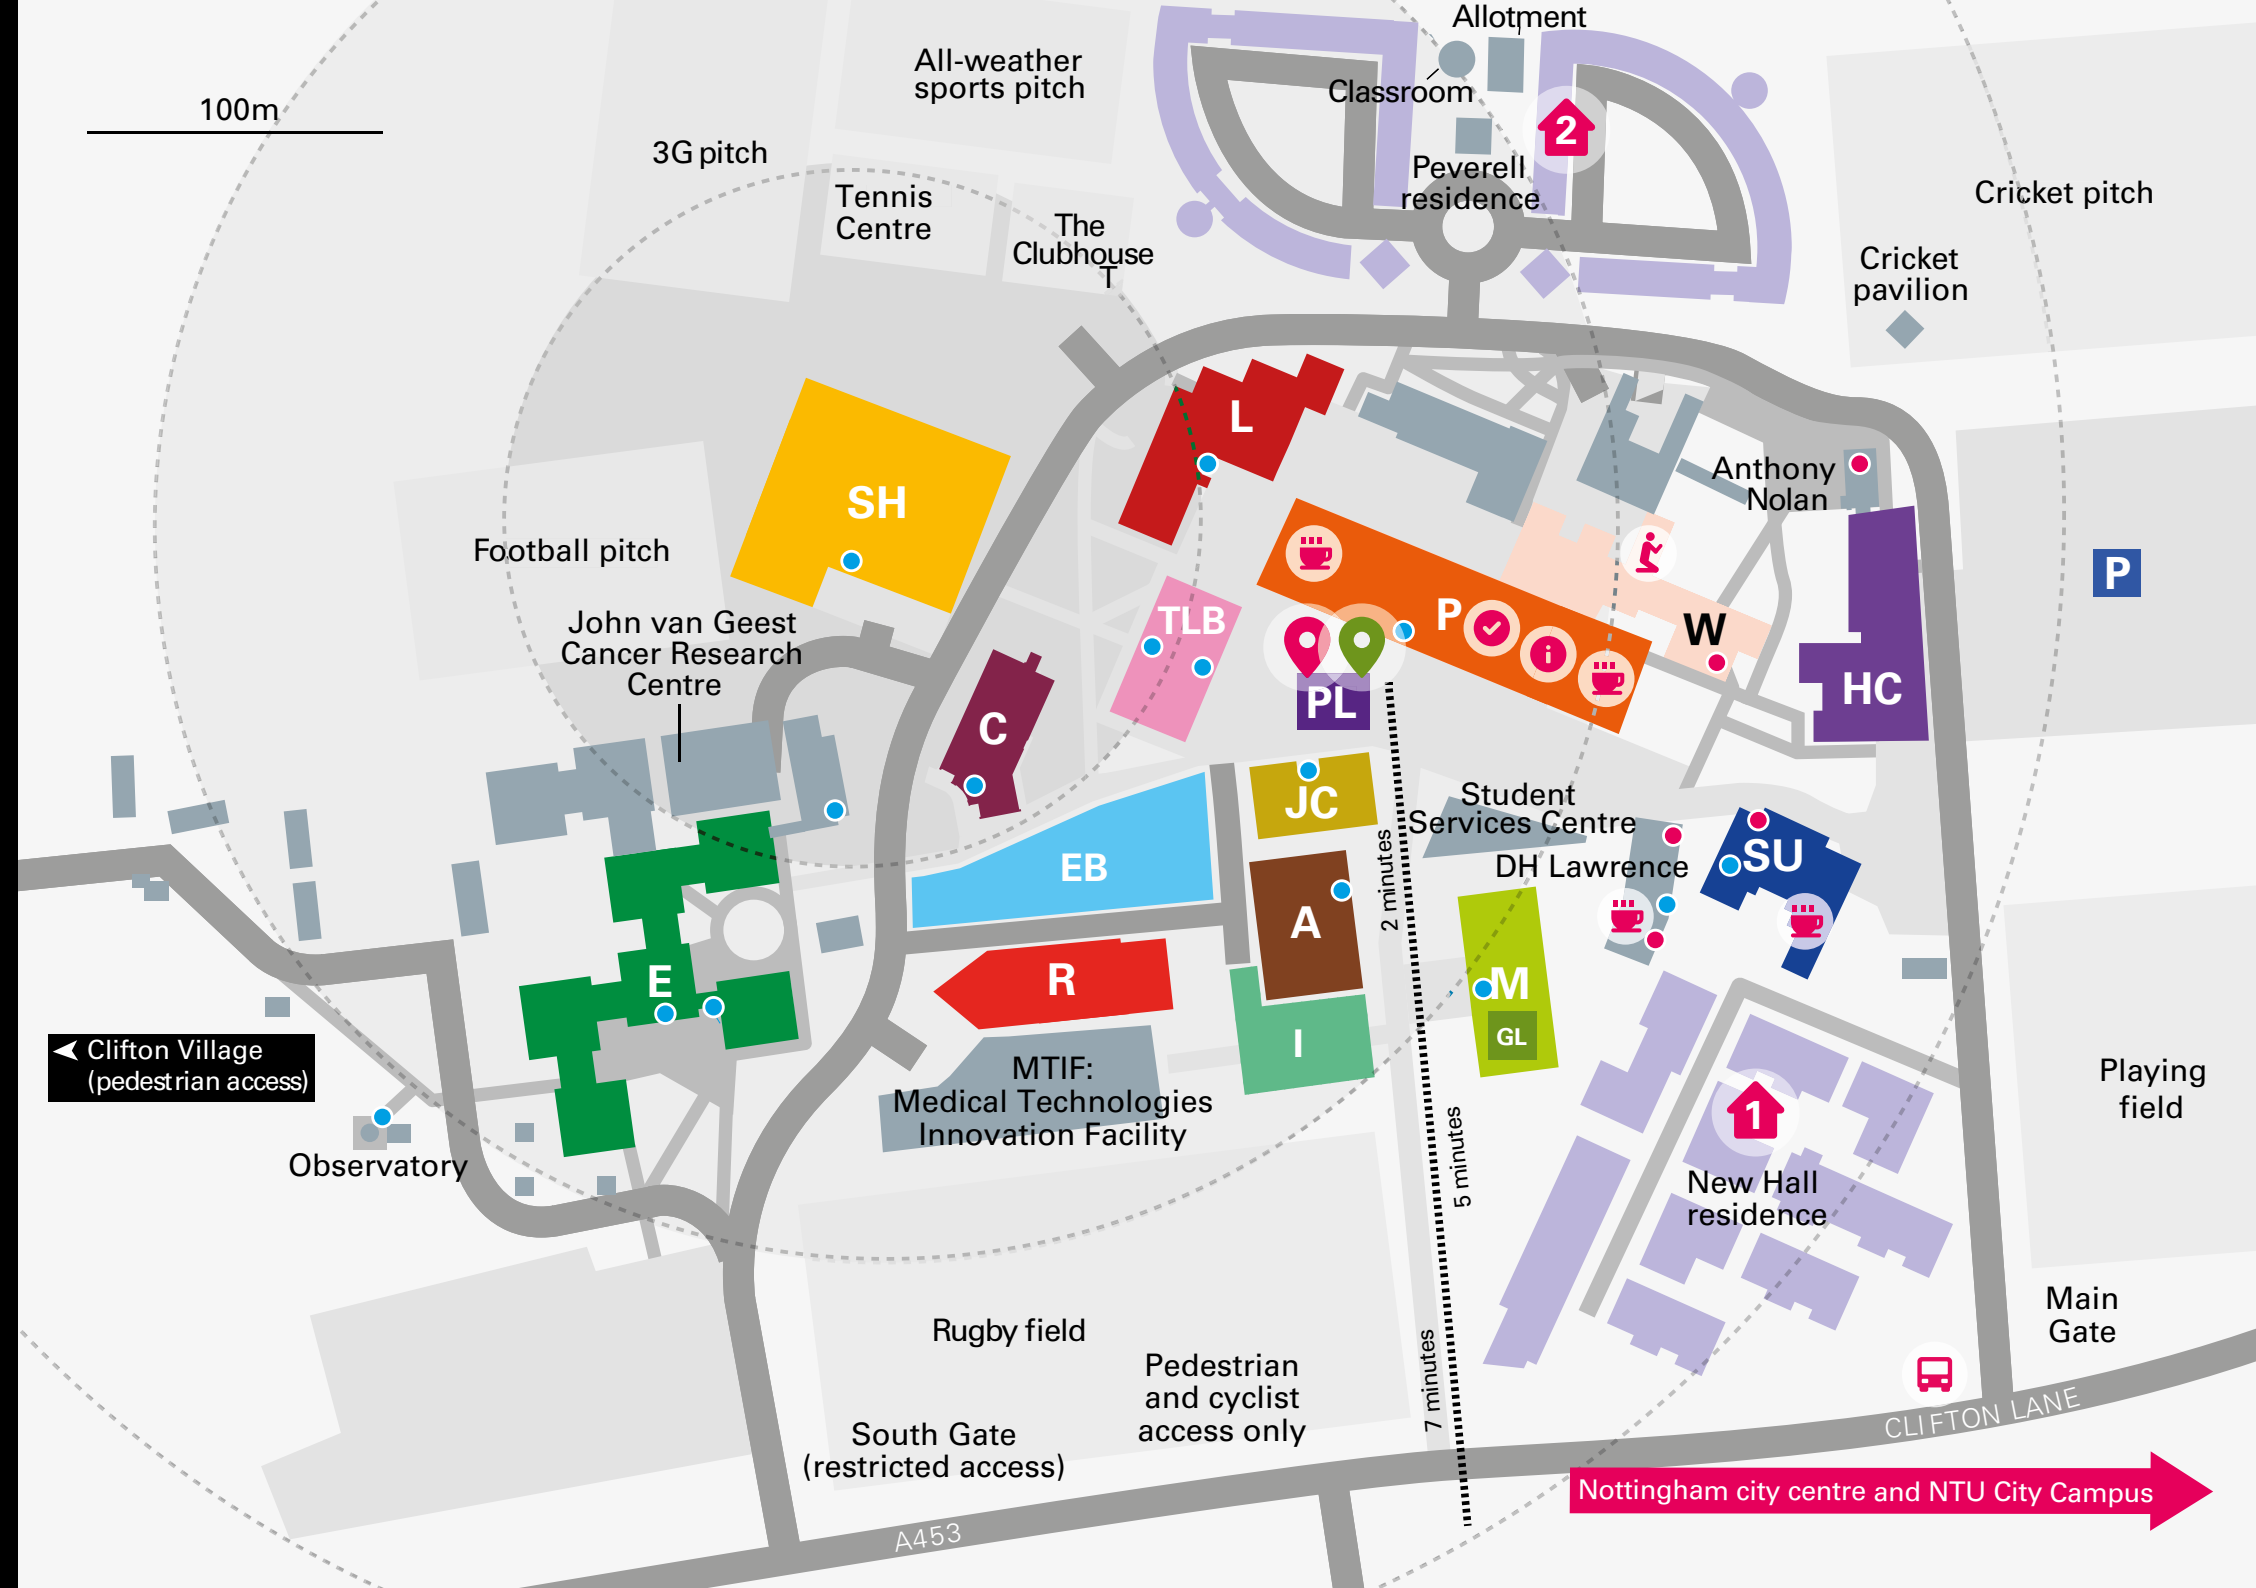 Allotment
All-weather
sports pitch
Classroom
100m
2
3G pitch
Peverell
residence
Tennis
Centre
The
Clubhouse
T
Cricket pitch
Cricket
pavilion
L
SH
Anthony
Nolan
Football pitch
P
P
TLB
W
John van Geest
Cancer Research
Centre
PL
HC
C
JC
Student
Services Centre
EB
2 minutes
DH Lawrence
SU
A
E
R
M
GL
I
Clifton Village
(pedestrian access)
MTIF:
Medical Technologies
Innovation Facility
Observatory
5 minutes
1
New Hall
residence
Playing
field
Main
Gate
Rugby field
7 minutes
Pedestrian
and cyclist
access only
South Gate
(restricted access)
CLIFTON LANE
Nottingham city centre and NTU City Campus
A453